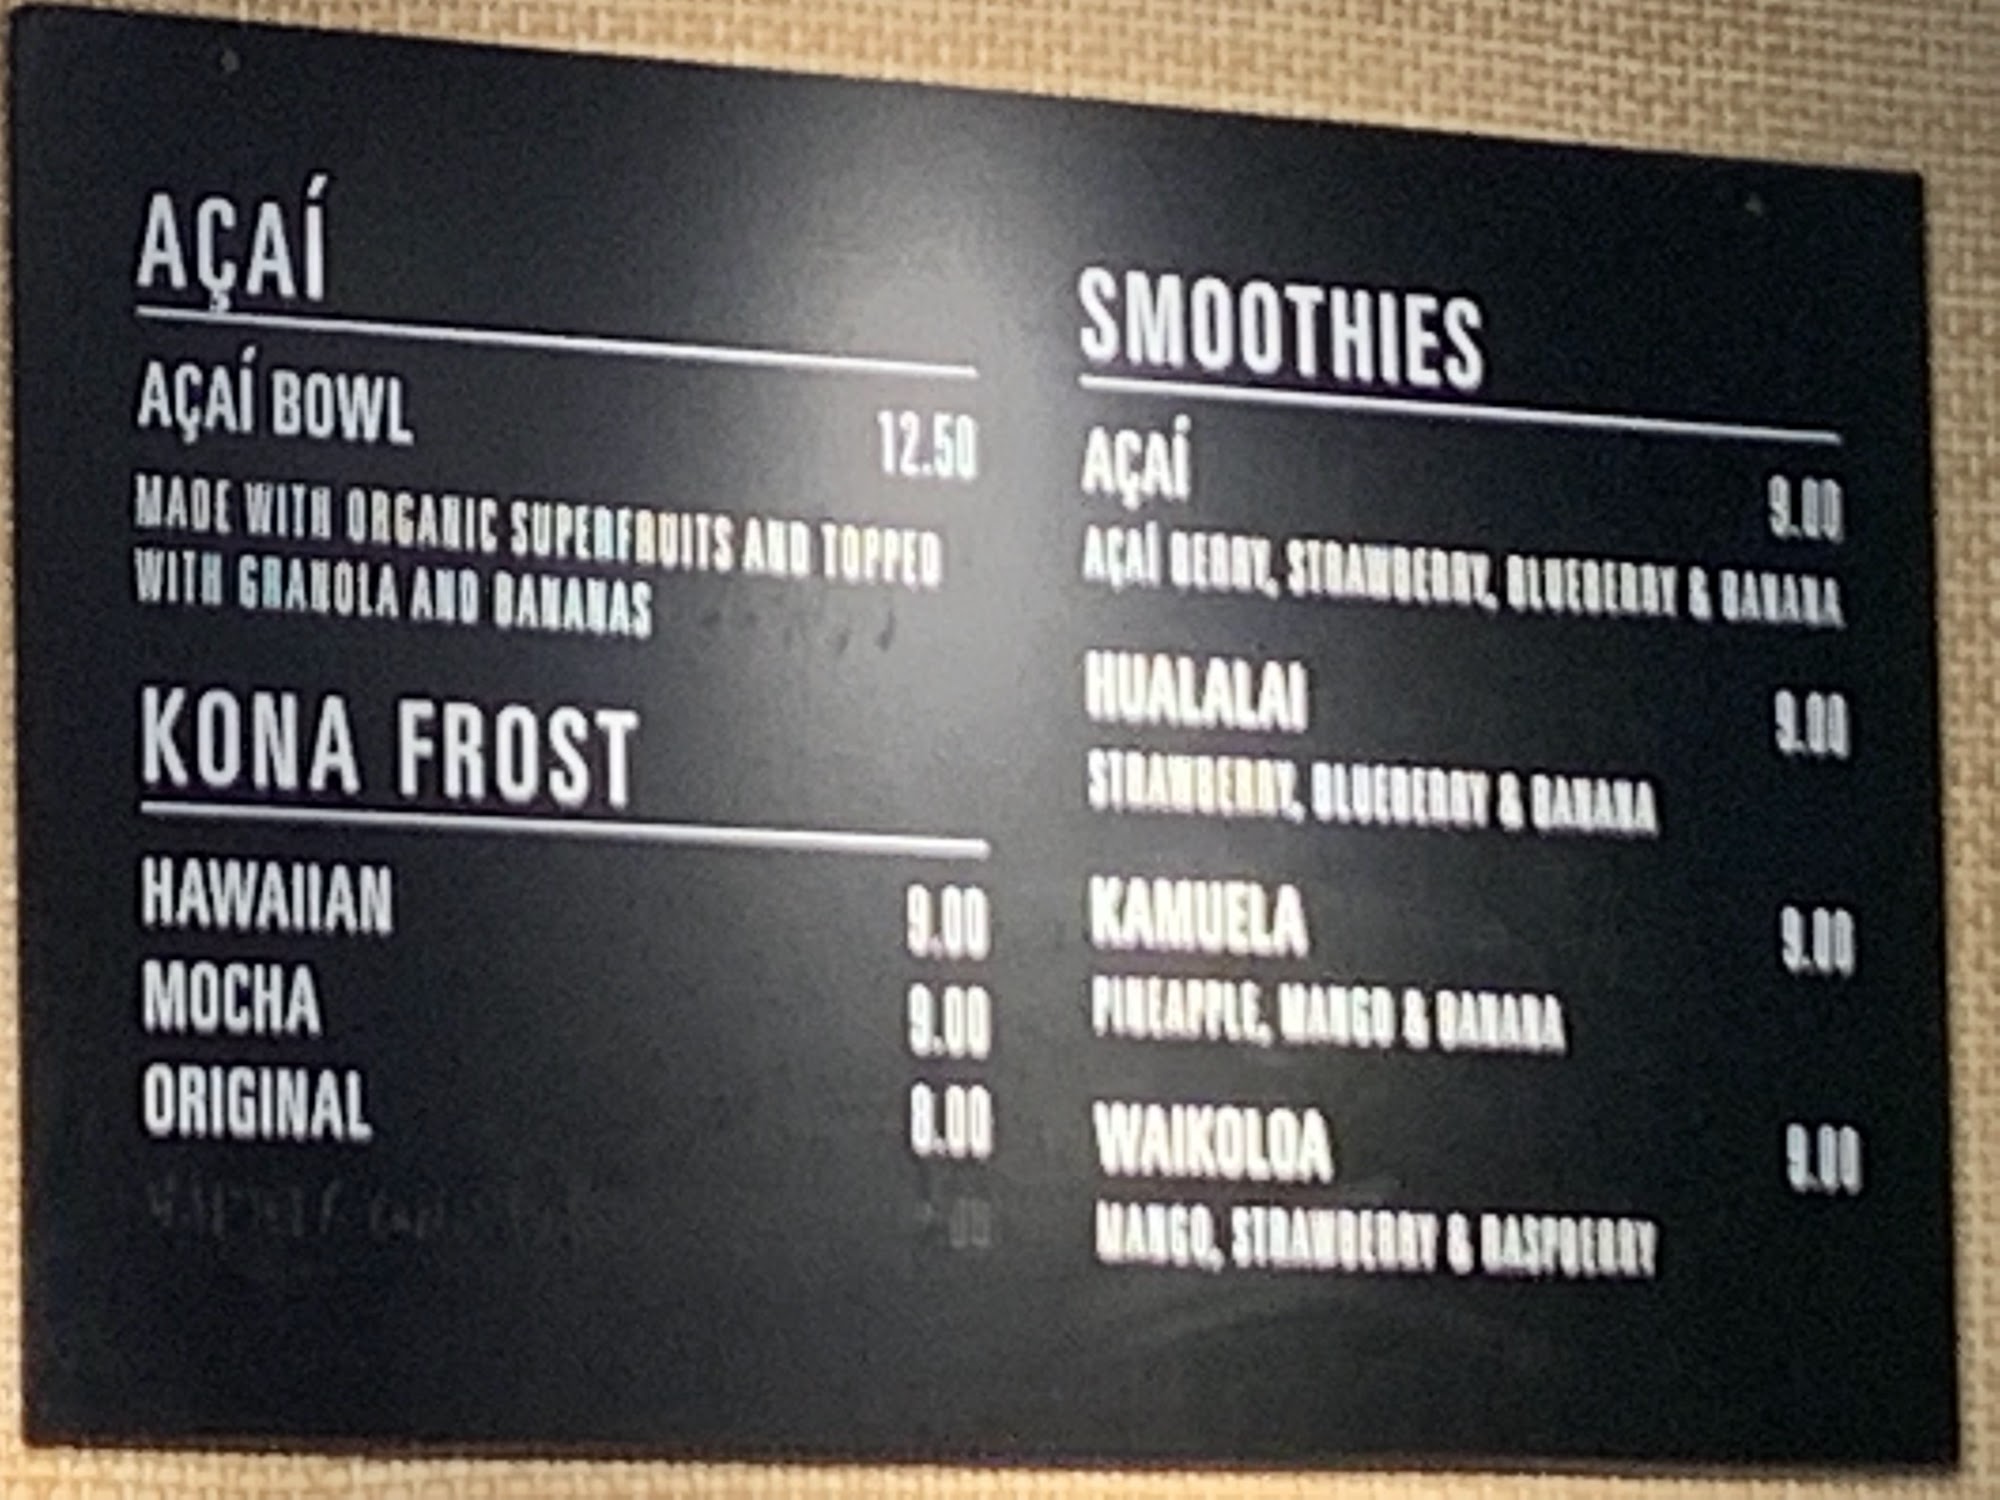 AÇAÍ
AÇAÍ BOWL 12.50
MADE WITH ORGANIC SUPERFRUITS AND TOPPED
WITH GRANOLA AND BANANAS
KONA FROST
HAWAIIAN 9.00
MOCHA 9.00
ORIGINAL 8.00
SMOOTHIES
AÇAÍ 9.00
AÇAÍ BERRY, STRAWBERRY, BLUEBERRY & BANANA
HUALALAI 9.00
STRAWBERRY, BLUEBERRY & BANANA
KAMUELA 9.00
PINEAPPLE, MANGO & BANANA
WAIKOLOA 9.00
MANGO, STRAWBERRY & RASPBERRY